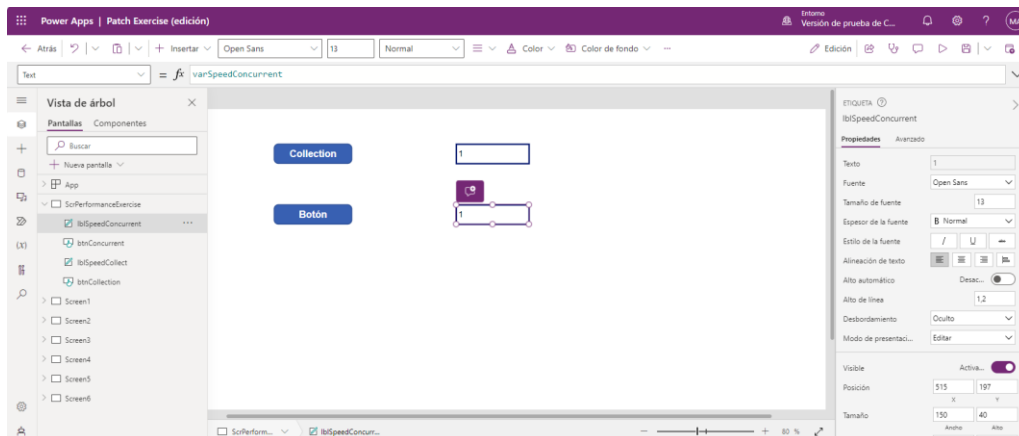 Power Apps | Patch Exercise (edición)
Entorno
Versión de prueba de C...
Atrás
Insertar
Open Sans
13
Normal
Color
Color de fondo
Edición
Text
= fx varSpeedConcurrent
Vista de árbol
Pantallas Componentes
Buscar
Nueva pantalla
App
ScrPerformanceExercise
lblSpeedConcurrent
btnConcurrent
lblSpeedCollect
btnCollection
Screen1
Screen2
Screen3
Screen4
Screen5
Screen6
Collection
1
Botón
1
ETIQUETA
lblSpeedConcurrent
Propiedades Avanzado
Texto 1
Fuente Open Sans
Tamaño de fuente 13
Espesor de la fuente B Normal
Estilo de la fuente / U
Alineación de texto
Alto automático Desac...
Alto de línea 1,2
Desbordamiento Oculto
Modo de presentaci... Editar
Visible Activa...
Posición 515 197
X Y
Tamaño 150 40
Ancho Alto
ScrPerform... lblSpeedConcurr...
80 %